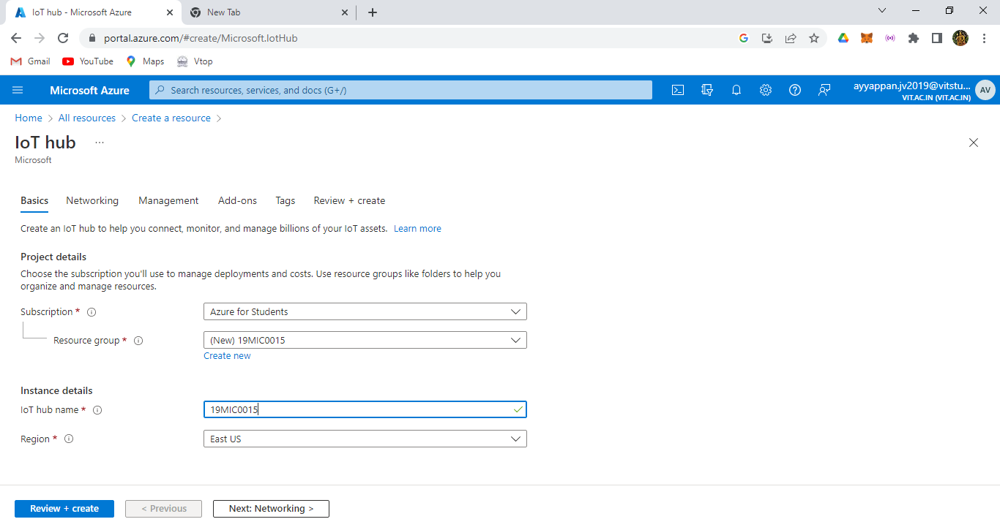 IoT hub - Microsoft Azure
New Tab
portal.azure.com/#create/Microsoft.IotHub
Gmail YouTube Maps Vtop
Microsoft Azure
Search resources, services, and docs (G+/)
ayyappan.jv2019@vitstu...
VIT.AC.IN (VIT.AC.IN)
AV
Home > All resources > Create a resource >
IoT hub ...
Microsoft
Basics Networking Management Add-ons Tags Review + create
Create an IoT hub to help you connect, monitor, and manage billions of your IoT assets. Learn more
Project details
Choose the subscription you'll use to manage deployments and costs. Use resource groups like folders to help you
organize and manage resources.
Subscription * Azure for Students
Resource group * (New) 19MIC0015
Create new
Instance details
IoT hub name * 19MIC0015
Region * East US
Review + create < Previous Next: Networking >